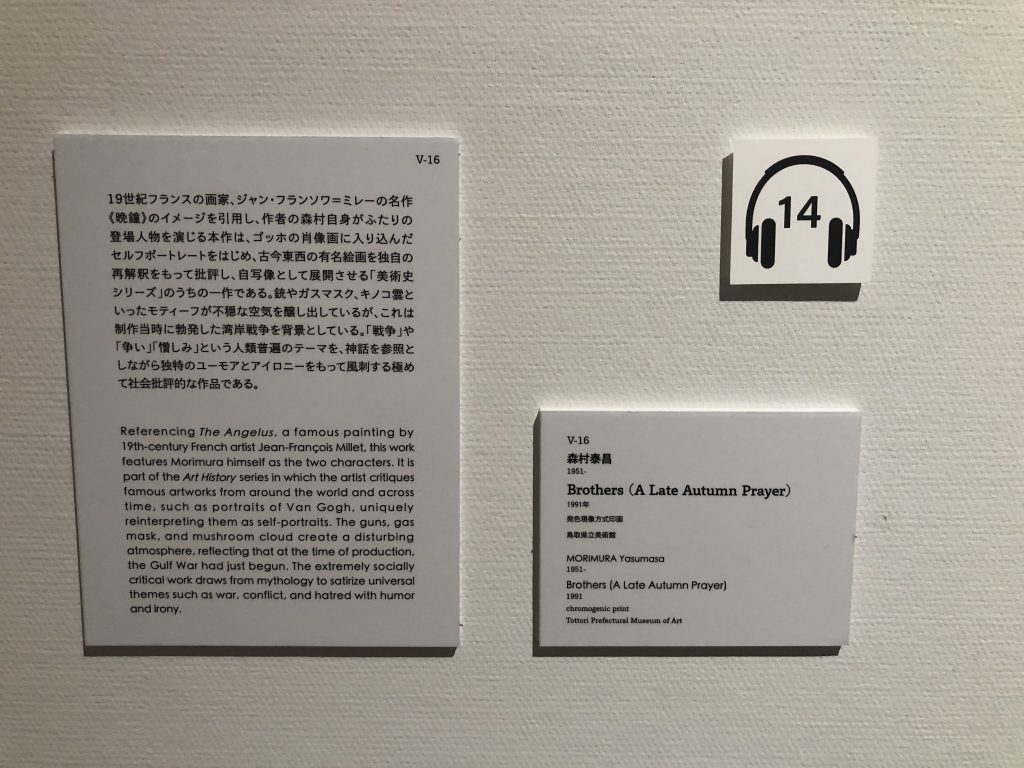 V-16
19世紀フランスの画家、ジャン・フランソワ＝ミレーの名作
《晩鐘》のイメージを引用し、作者の森村自身がふたりの
登場人物を演じる本作は、ゴッホの肖像画に入り込んだ
セルフポートレートをはじめ、古今東西の有名絵画を独自の
再解釈をもって批評し、自写像として展開させる「美術史
シリーズ」のうちの一作である。銃やガスマスク、キノコ雲と
いったモティーフが不穏な空気を醸し出しているが、これは
制作当時に勃発した湾岸戦争を背景としている。「戦争」や
「争い」「憎しみ」という人類普遍のテーマを、神話を参照と
しながら独特のユーモアとアイロニーをもって風刺する極め
て社会批評的な作品である。
Referencing The Angelus, a famous painting by
19th-century French artist Jean-François Millet, this work
features Morimura himself as the two characters. It is
part of the Art History series in which the artist critiques
famous artworks from around the world and across
time, such as portraits of Van Gogh, uniquely
reinterpreting them as self-portraits. The guns, gas
mask, and mushroom cloud create a disturbing
atmosphere, reflecting that at the time of production,
the Gulf War had just begun. The extremely socially
critical work draws from mythology to satirize universal
themes such as war, conflict, and hatred with humor
and irony.
14
V-16
森村泰昌
1951-
Brothers（A Late Autumn Prayer）
1991年
発色現像方式印画
鳥取県立美術館
MORIMURA Yasumasa
1951-
Brothers (A Late Autumn Prayer)
1991
chromogenic print
Tottori Prefectural Museum of Art